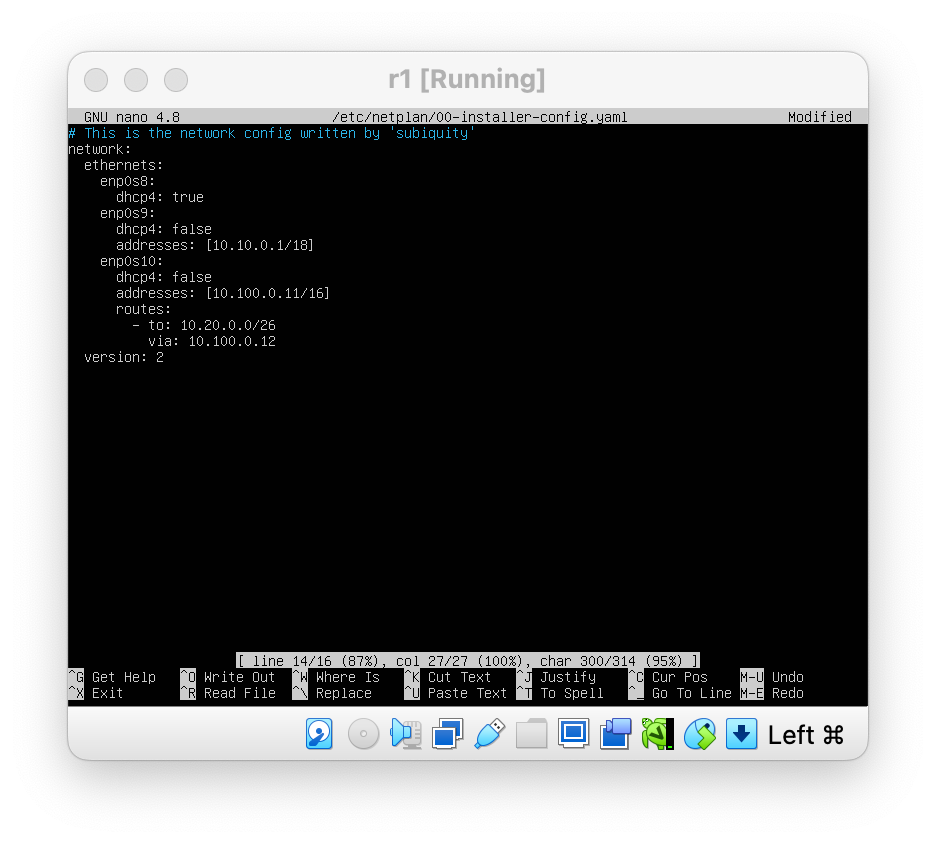 r1 [Running]
GNU nano 4.8 /etc/netplan/00-installer-config.yaml Modified
# This is the network config written by 'subiquity'
network:
  ethernets:
    enp0s8:
      dhcp4: true
    enp0s9:
      dhcp4: false
      addresses: [10.10.0.1/18]
    enp0s10:
      dhcp4: false
      addresses: [10.100.0.11/16]
      routes:
        - to: 10.20.0.0/26
          via: 10.100.0.12
  version: 2
[ line 14/16 (87%), col 27/27 (100%), char 300/314 (95%) ]
^G Get Help ^O Write Out ^W Where Is ^K Cut Text ^J Justify ^C Cur Pos M-U Undo
^X Exit ^R Read File ^\ Replace ^U Paste Text ^T To Spell ^_ Go To Line M-E Redo
Left ⌘